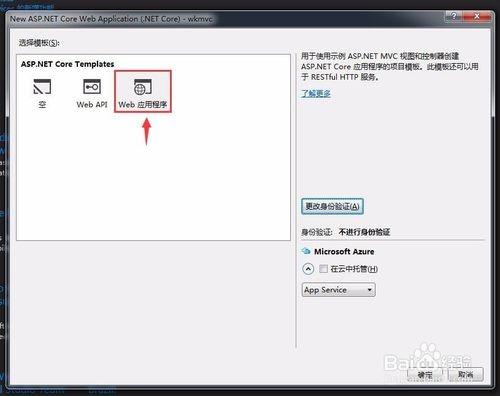 New ASP.NET Core Web Application (.NET Core) - wkmvc
选择模板(S):
ASP.NET Core Templates
空
Web API
Web 应用程序
用于使用示例 ASP.NET MVC 视图和控制器创建
ASP.NET Core 应用程序的项目模板。此模板还可以用
于 RESTful HTTP 服务。
了解更多
更改身份验证(A)
身份验证: 不进行身份验证
Microsoft Azure
在云中托管(H)
App Service
确定
取消
Baidu 经验